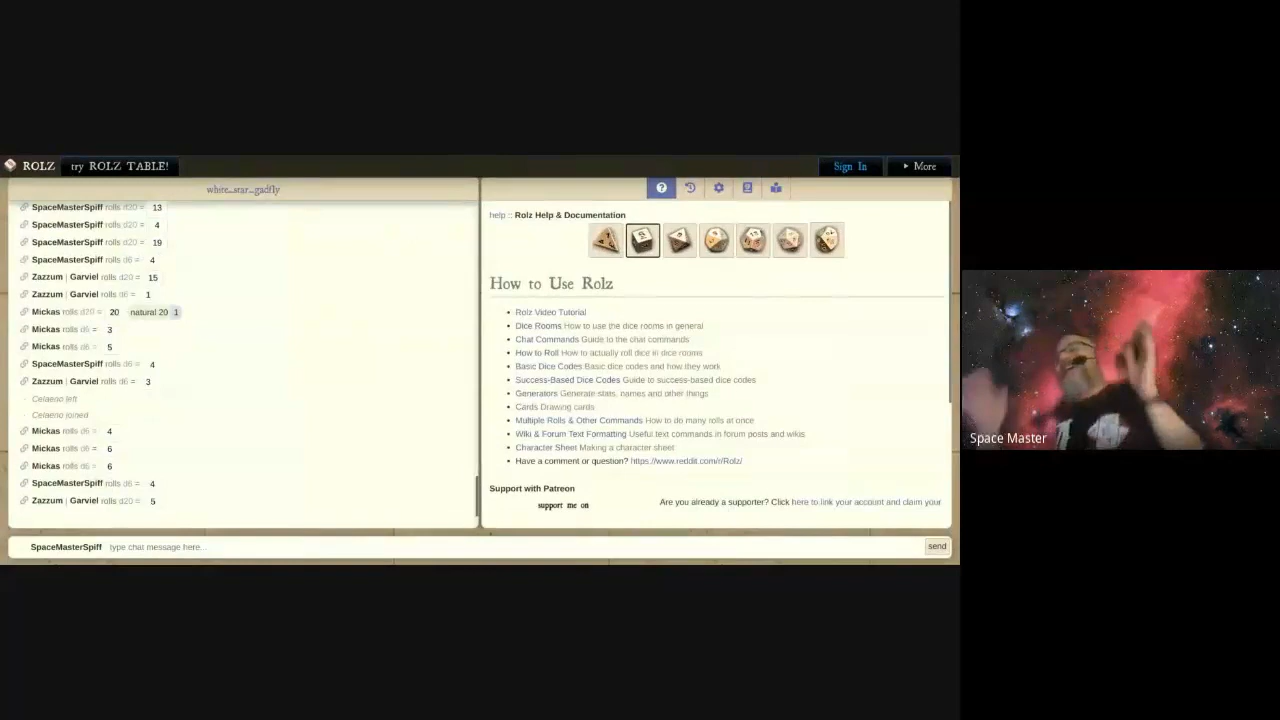 ROLZ try ROLZ TABLE! Sign In More
white_star_gadfly
SpaceMasterSpiff rolls d20 = 13
SpaceMasterSpiff rolls d20 = 4
SpaceMasterSpiff rolls d20 = 19
SpaceMasterSpiff rolls d6 = 4
Zazzum | Garviel rolls d20 = 15
Zazzum | Garviel rolls d6 = 1
Mickas rolls d20 = 20 natural 20 1
Mickas rolls d6 = 3
Mickas rolls d6 = 5
SpaceMasterSpiff rolls d6 = 4
Zazzum | Garviel rolls d6 = 3
Celaeno left
Celaeno joined
Mickas rolls d6 = 4
Mickas rolls d6 = 6
Mickas rolls d6 = 6
SpaceMasterSpiff rolls d6 = 4
Zazzum | Garviel rolls d20 = 5
SpaceMasterSpiff type chat message here... send
help :: Rolz Help & Documentation
How to Use Rolz
Rolz Video Tutorial
Dice Rooms How to use the dice rooms in general
Chat Commands Guide to the chat commands
How to Roll How to actually roll dice in dice rooms
Basic Dice Codes Basic dice codes and how they work
Success-Based Dice Codes Guide to success-based dice codes
Generators Generate stats, names and other things
Cards Drawing cards
Multiple Rolls & Other Commands How to do many rolls at once
Wiki & Forum Text Formatting Useful text commands in forum posts and wikis
Character Sheet Making a character sheet
Have a comment or question? https://www.reddit.com/r/Rolz/
Support with Patreon
support me on
Are you already a supporter? Click here to link your account and claim your
Space Master